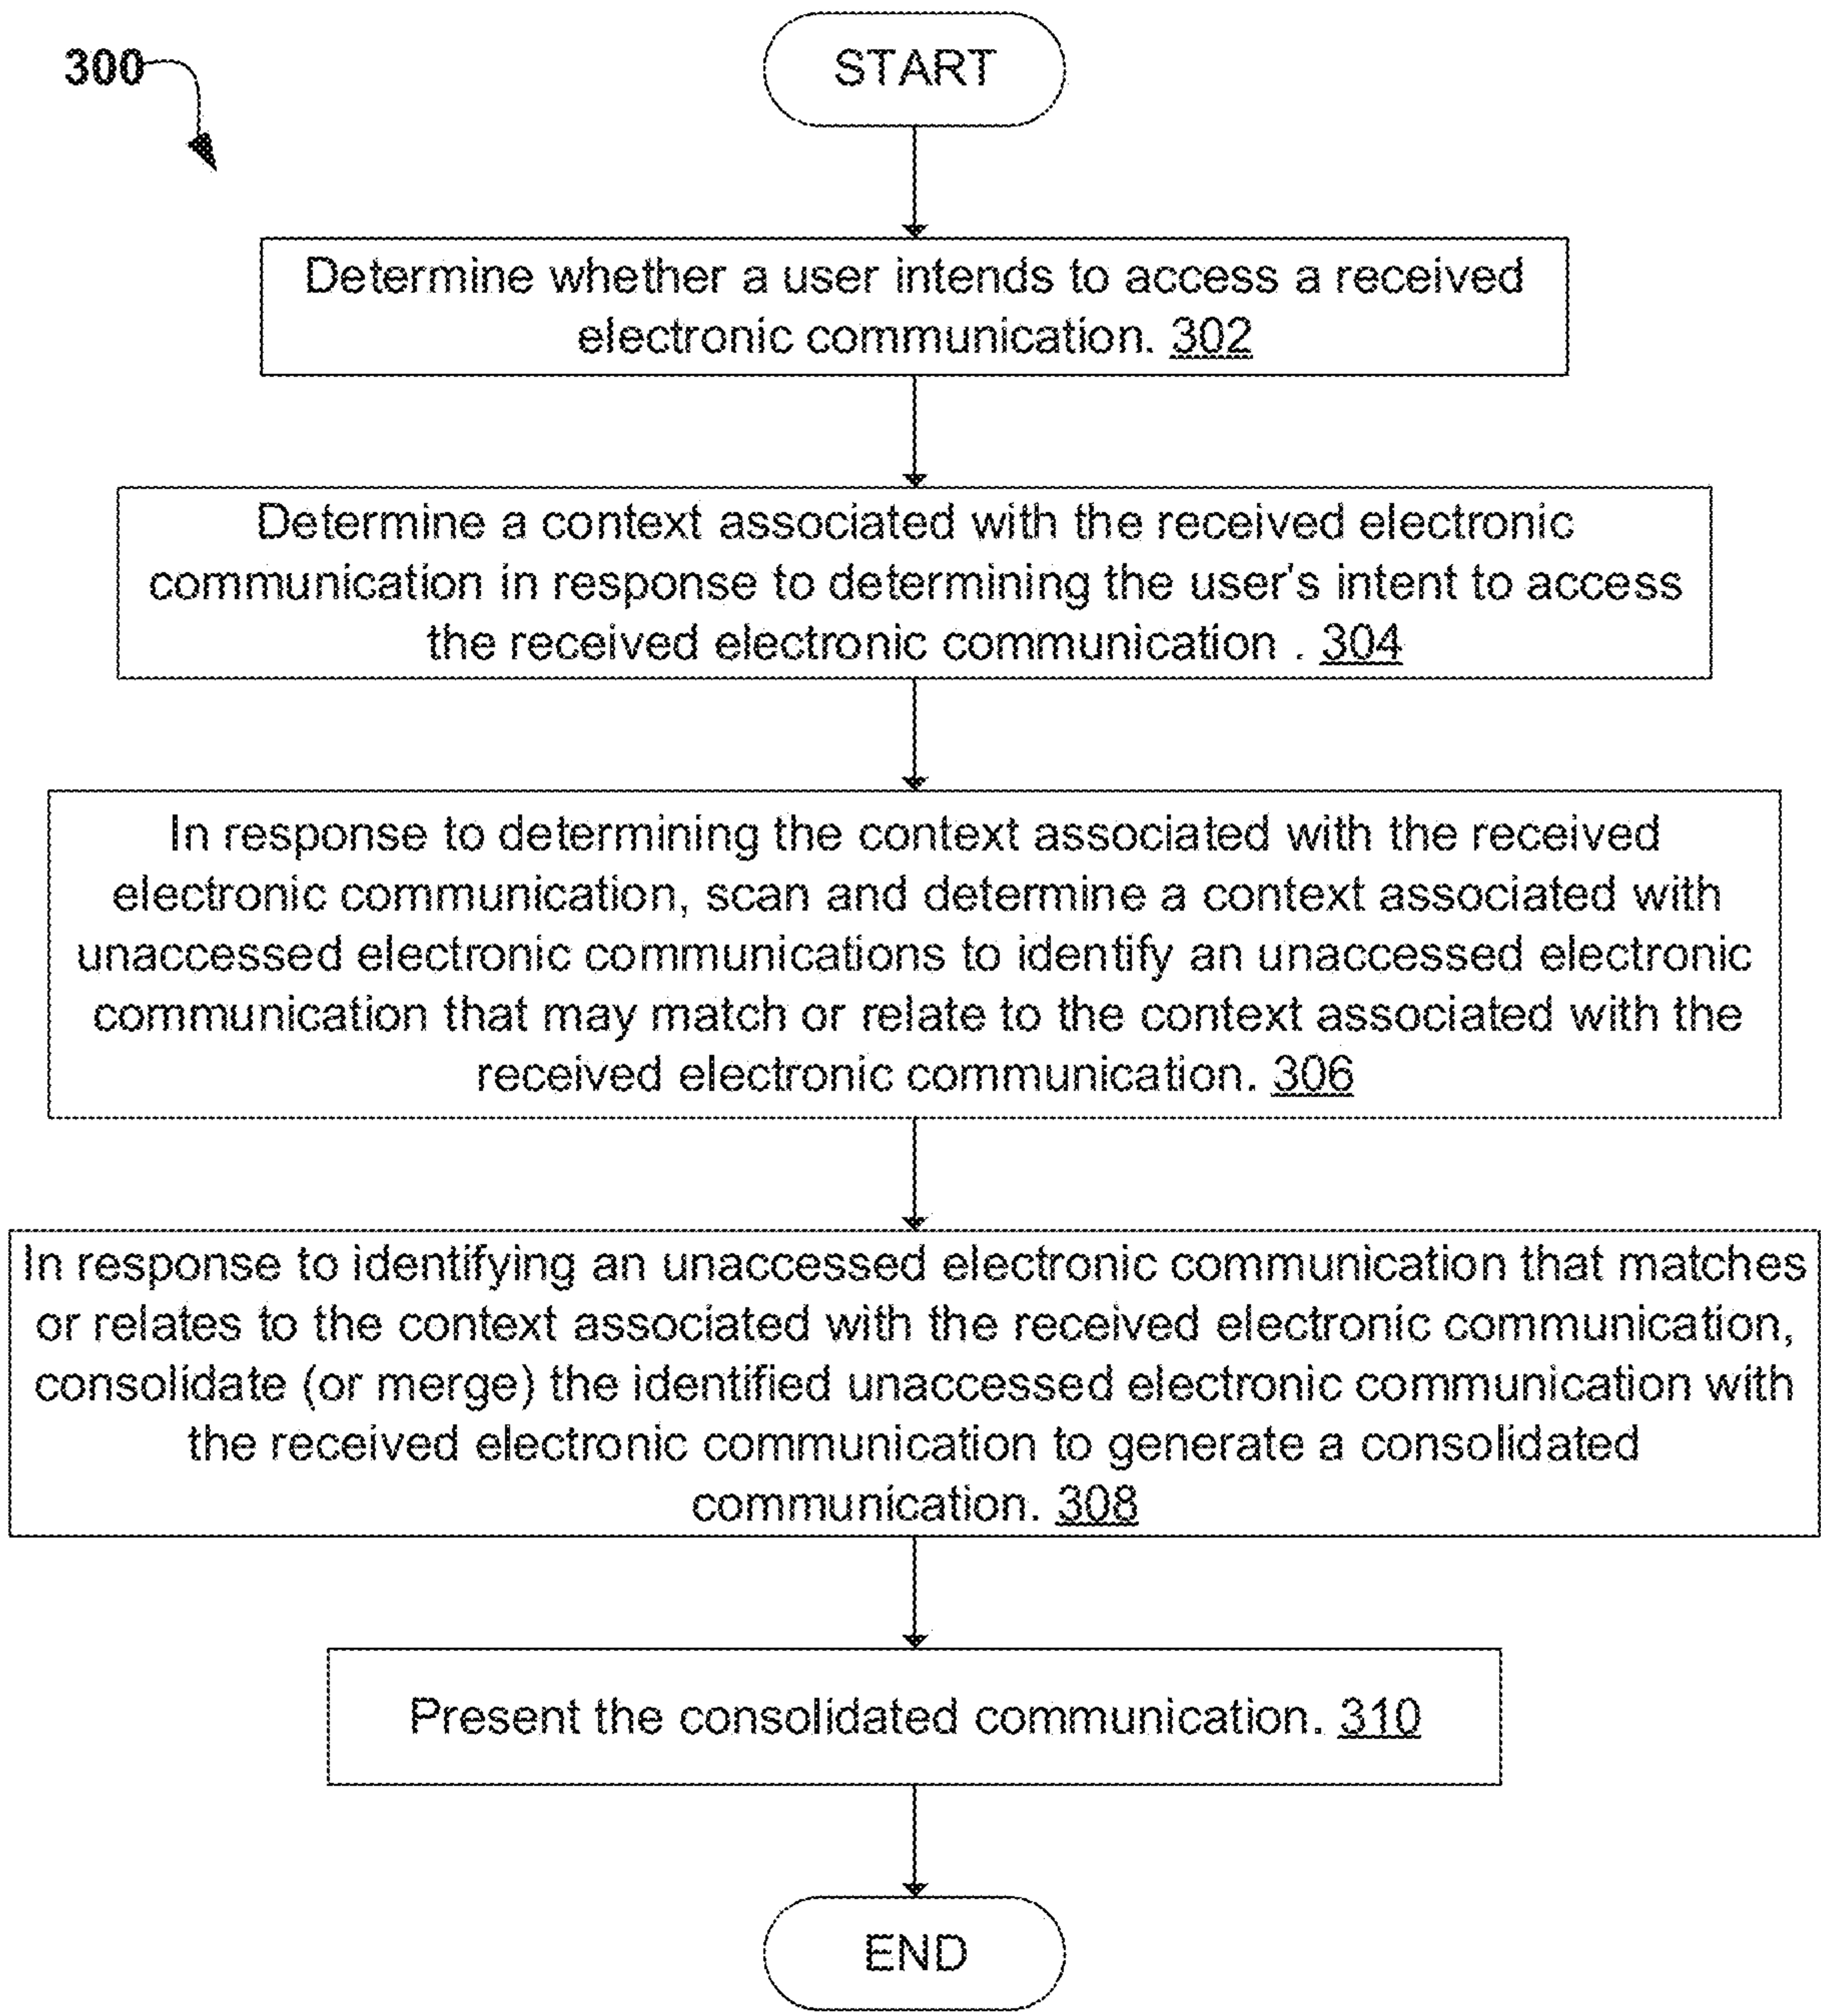 300
START
Determine whether a user intends to access a received
electronic communication. 302
Determine a context associated with the received electronic
communication in response to determining the user's intent to access
the received electronic communication . 304
In response to determining the context associated with the received
electronic communication, scan and determine a context associated with
unaccessed electronic communications to identify an unaccessed electronic
communication that may match or relate to the context associated with the
received electronic communication. 306
In response to identifying an unaccessed electronic communication that matches
or relates to the context associated with the received electronic communication,
consolidate (or merge) the identified unaccessed electronic communication with
the received electronic communication to generate a consolidated
communication. 308
Present the consolidated communication. 310
END